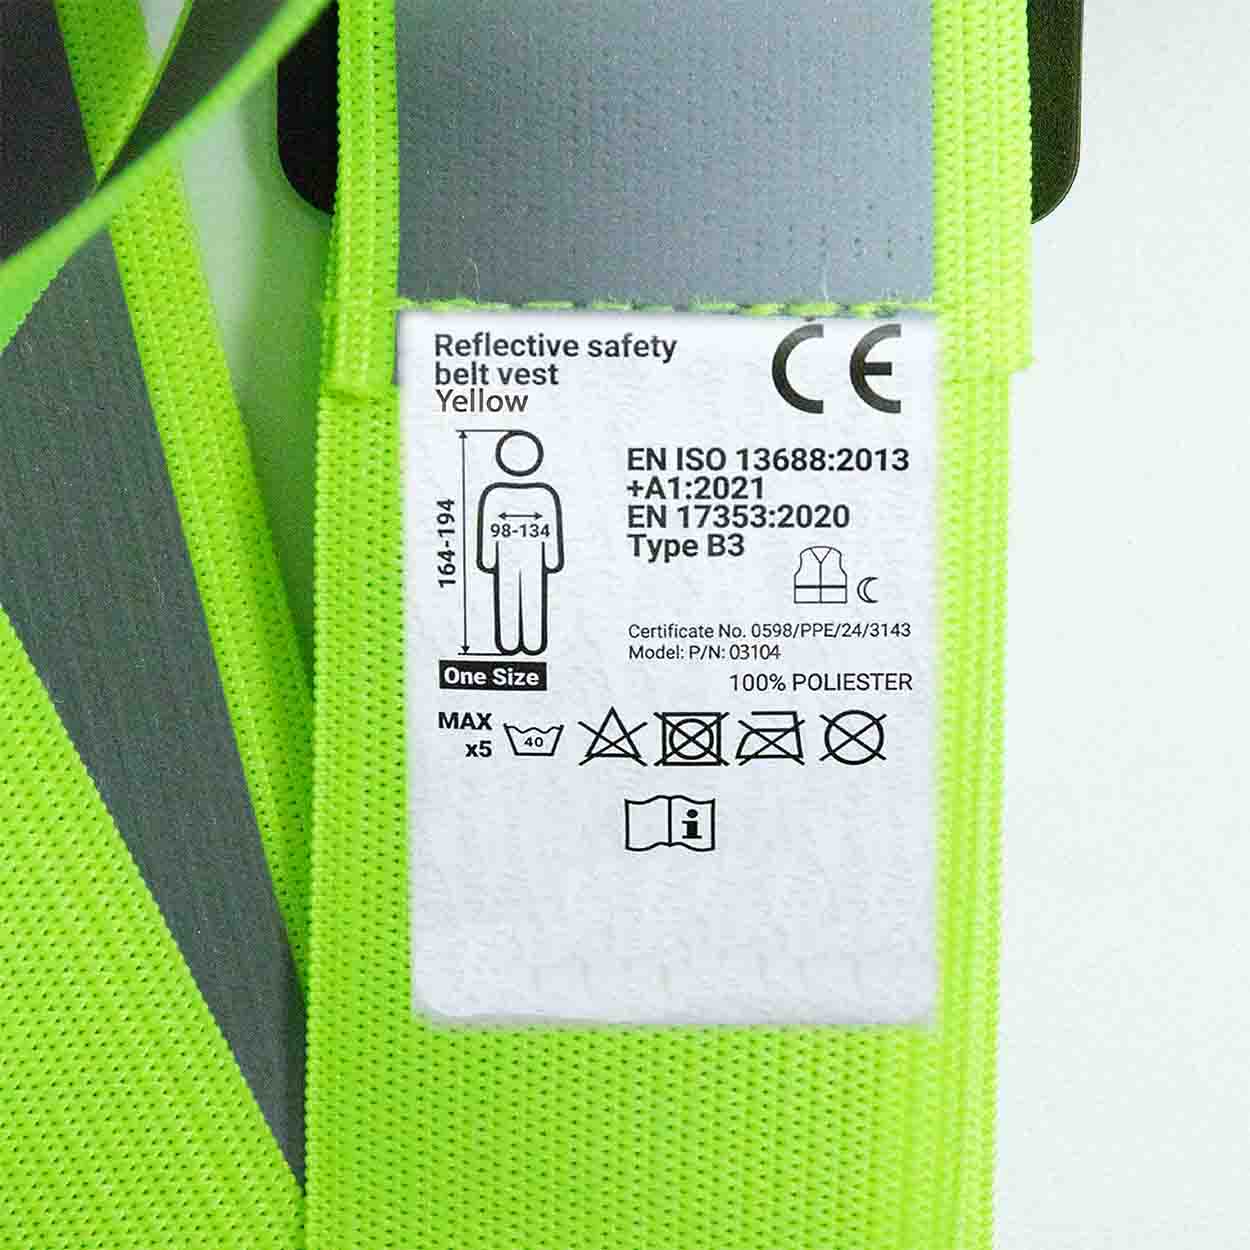 Reflective safety
belt vest
Yellow
CE
164-194
98-134
One Size
EN ISO 13688:2013
+A1:2021
EN 17353:2020
Type B3
Certificate No. 0598/PPE/24/3143
Model: P/N: 03104
100% POLIESTER
MAX
x5
40
i